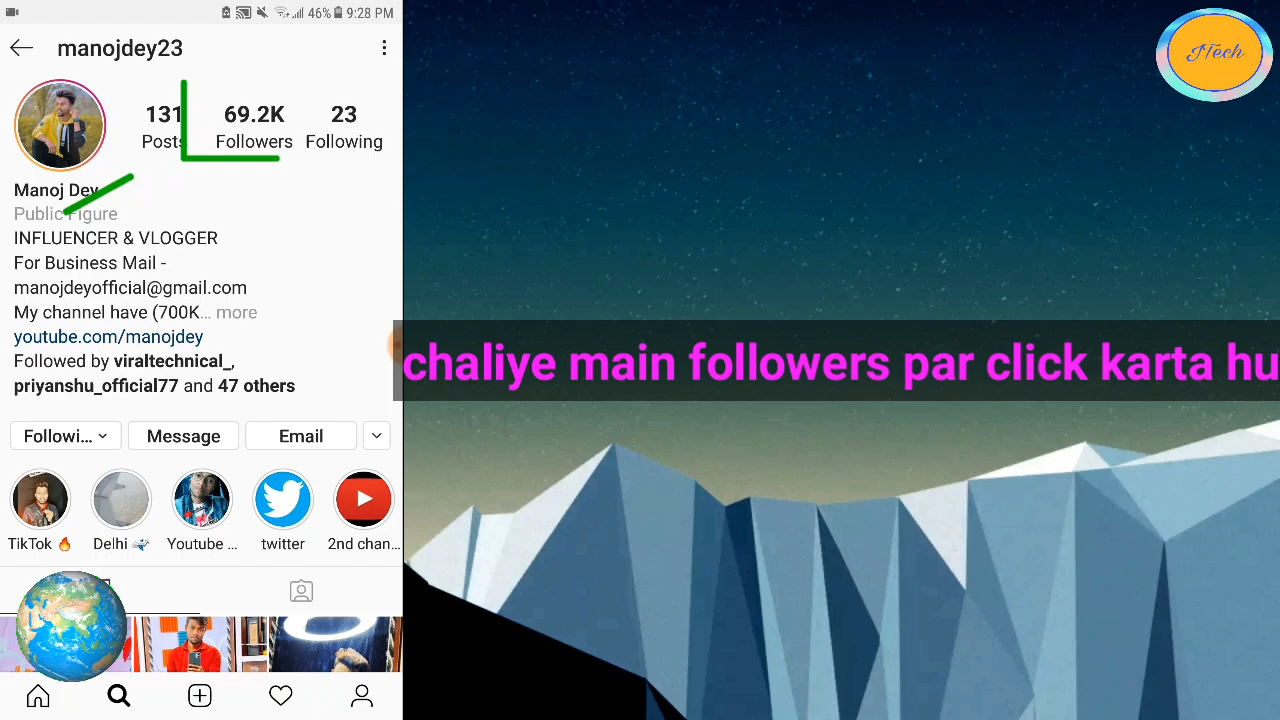 46% 9:28 PM
manojdey23
131 69.2K 23
Posts Followers Following
Manoj Dey
Public Figure
INFLUENCER & VLOGGER
For Business Mail -
manojdeyofficial@gmail.com
My channel have (700K... more
youtube.com/manojdey
Followed by viraltechnical_,
priyanshu_official77 and 47 others
Followi... Message Email
TikTok 🔥 Delhi 🛫 Youtube ... twitter 2nd chan...
JTech
chaliye main followers par click karta hu